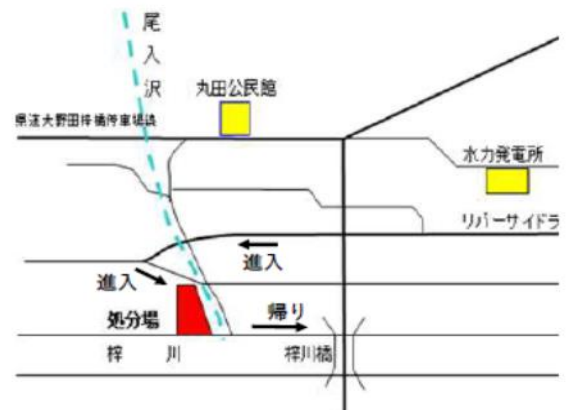 尾入沢
丸田公民館
県道大野田梓橋停車場線
水力発電所
リバーサイドラ
進入
進入
処分場
帰り
梓川
梓川橋